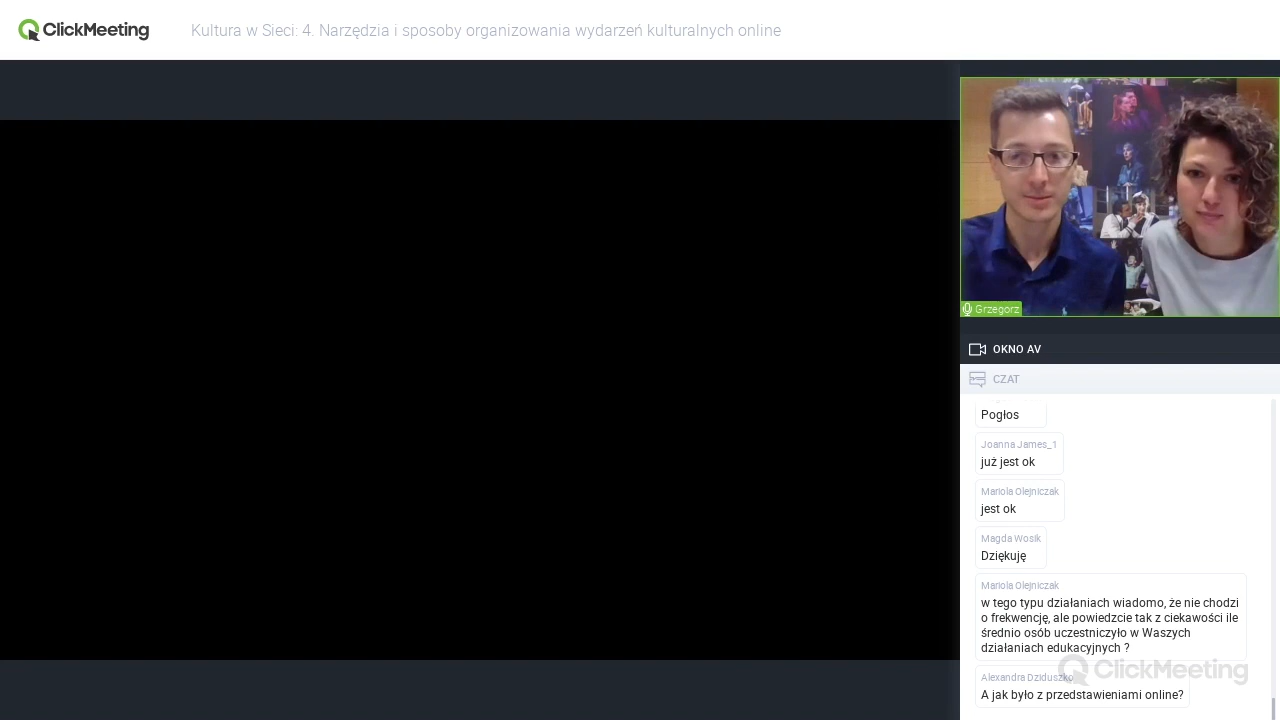 ClickMeeting
Kultura w Sieci: 4. Narzędzia i sposoby organizowania wydarzeń kulturalnych online
Grzegorz
OKNO AV
CZAT
Pogłos
Joanna James_1
już jest ok
Mariola Olejniczak
jest ok
Magda Wosik
Dziękuję
Mariola Olejniczak
w tego typu działaniach wiadomo, że nie chodzi
o frekwencję, ale powiedzcie tak z ciekawości ile
średnio osób uczestniczyło w Waszych
działaniach edukacyjnych ?
ClickMeeting
Alexandra Dziduszko
A jak było z przedstawieniami online?